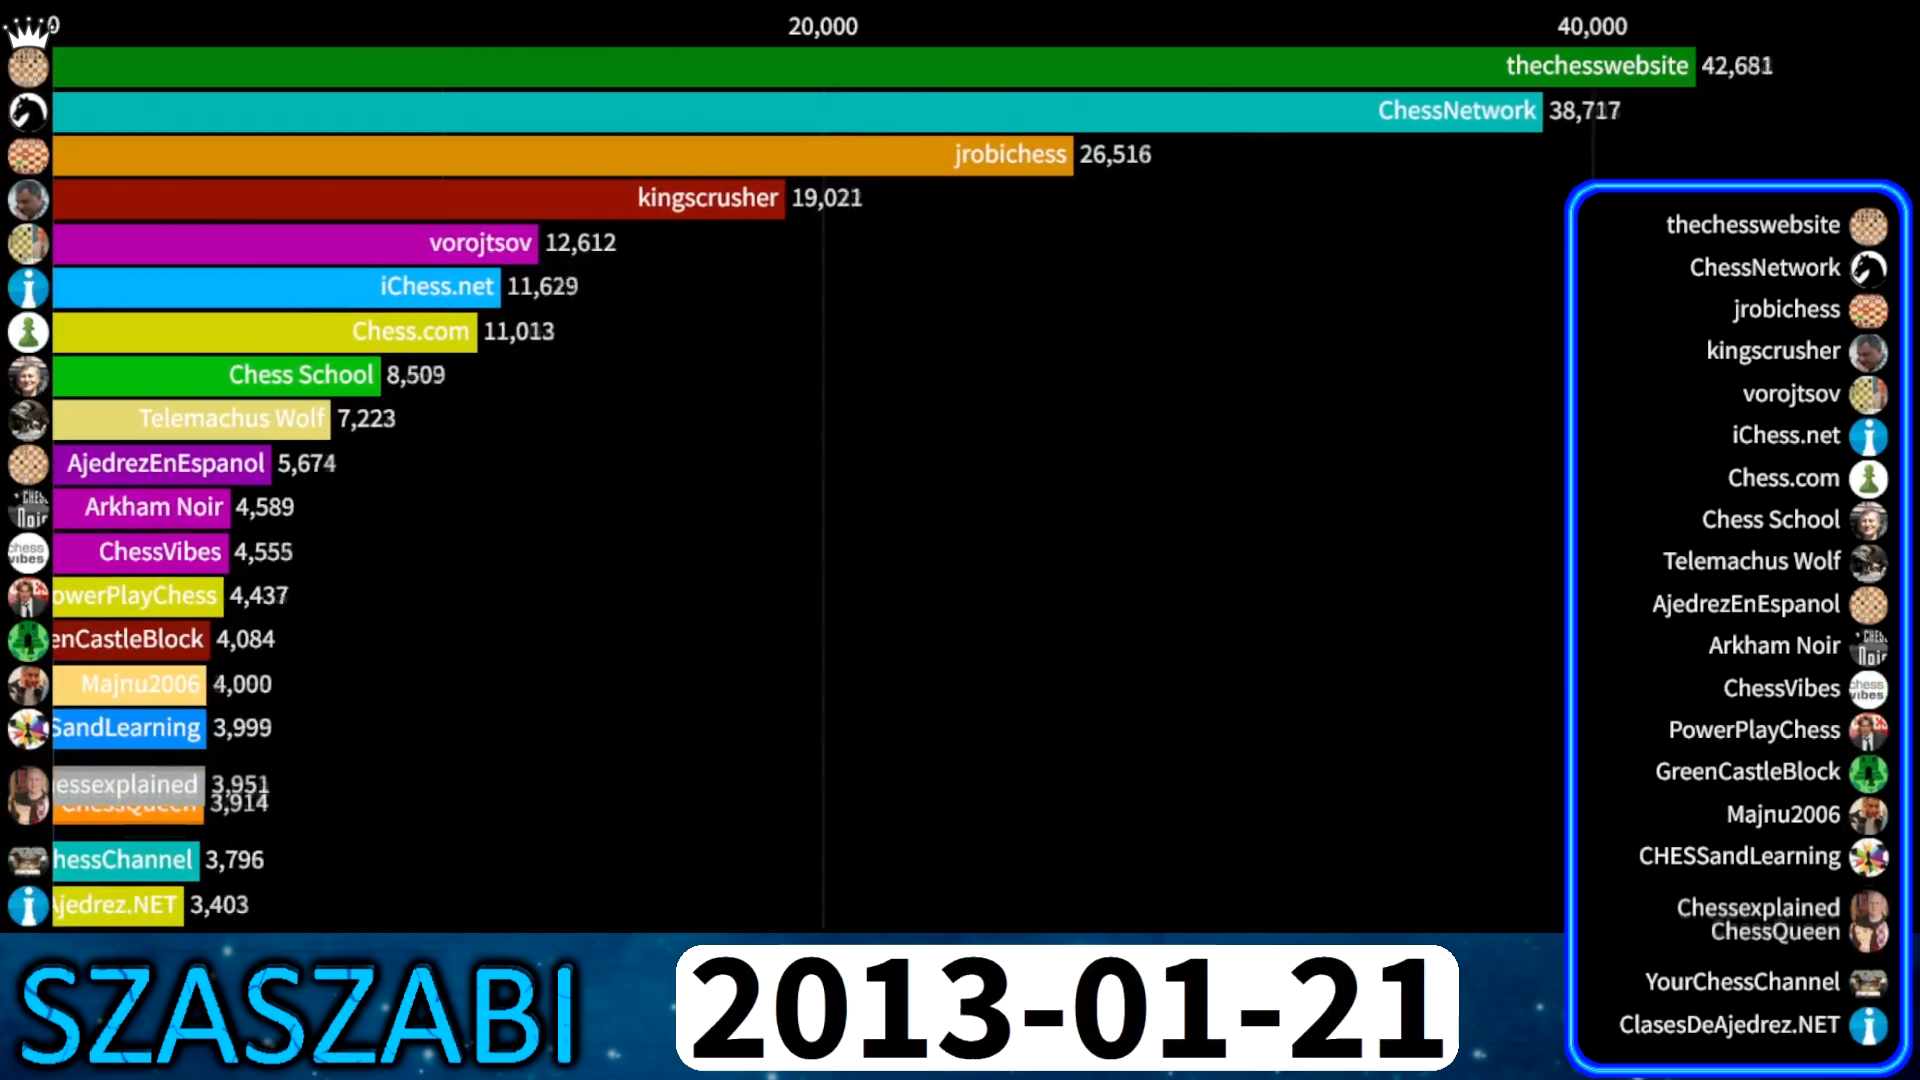 0 20,000 40,000
thechesswebsite 42,681
ChessNetwork 38,717
jrobichess 26,516
kingscrusher 19,021
vorojtsov 12,612
iChess.net 11,629
Chess.com 11,013
Chess School 8,509
Telemachus Wolf 7,223
AjedrezEnEspanol 5,674
Arkham Noir 4,589
ChessVibes 4,555
owerPlayChess 4,437
enCastleBlock 4,084
Majnu2006 4,000
SandLearning 3,999
essexplained 3,951
ChessQueen 3,914
hessChannel 3,796
Ajedrez.NET 3,403
thechesswebsite
ChessNetwork
jrobichess
kingscrusher
vorojtsov
iChess.net
Chess.com
Chess School
Telemachus Wolf
AjedrezEnEspanol
Arkham Noir
ChessVibes
PowerPlayChess
GreenCastleBlock
Majnu2006
CHESSandLearning
Chessexplained
ChessQueen
YourChessChannel
ClasesDeAjedrez.NET
SZASZABI
2013-01-21